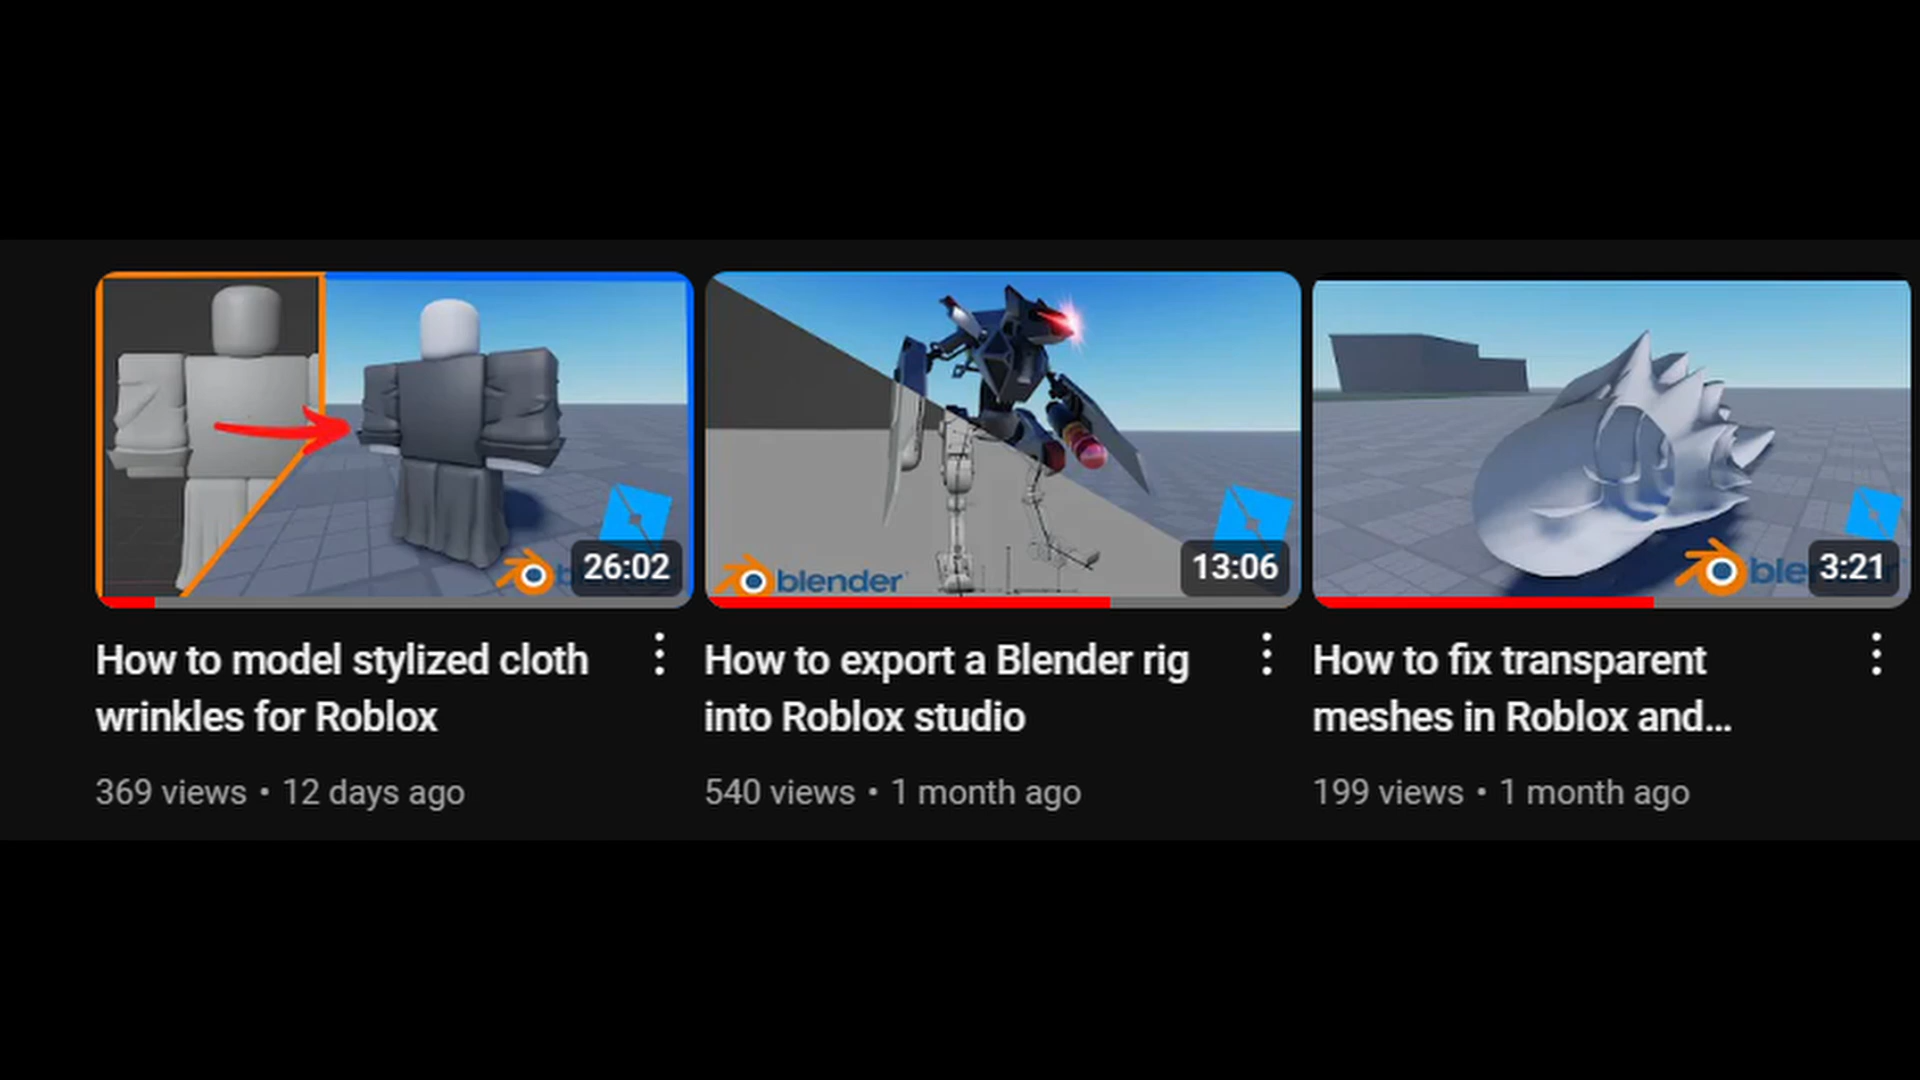 26:02
blender
13:06
ble
3:21
How to model stylized cloth
wrinkles for Roblox
369 views • 12 days ago
How to export a Blender rig
into Roblox studio
540 views • 1 month ago
How to fix transparent
meshes in Roblox and...
199 views • 1 month ago